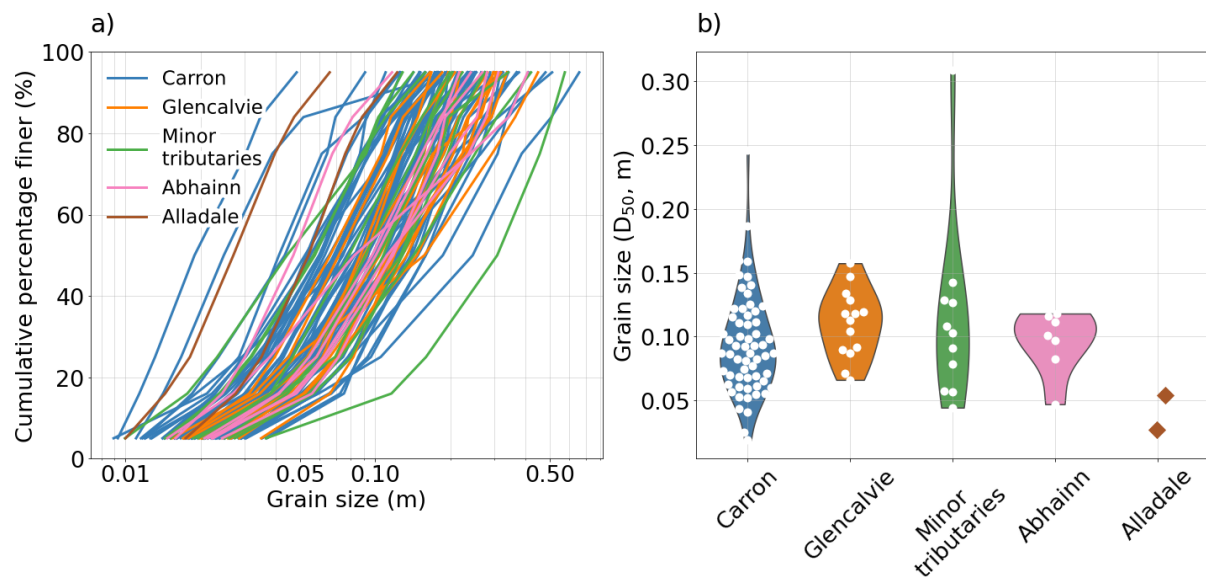 a)
Cumulative percentage finer (%)
100
80
60
40
20
0
Carron
Glencalvie
Minor
tributaries
Abhainn
Alladale
0.01
0.05
0.10
0.50
Grain size (m)
b)
Grain size (D₅₀, m)
0.30
0.25
0.20
0.15
0.10
0.05
Carron
Glencalvie
Minor
tributaries
Abhainn
Alladale